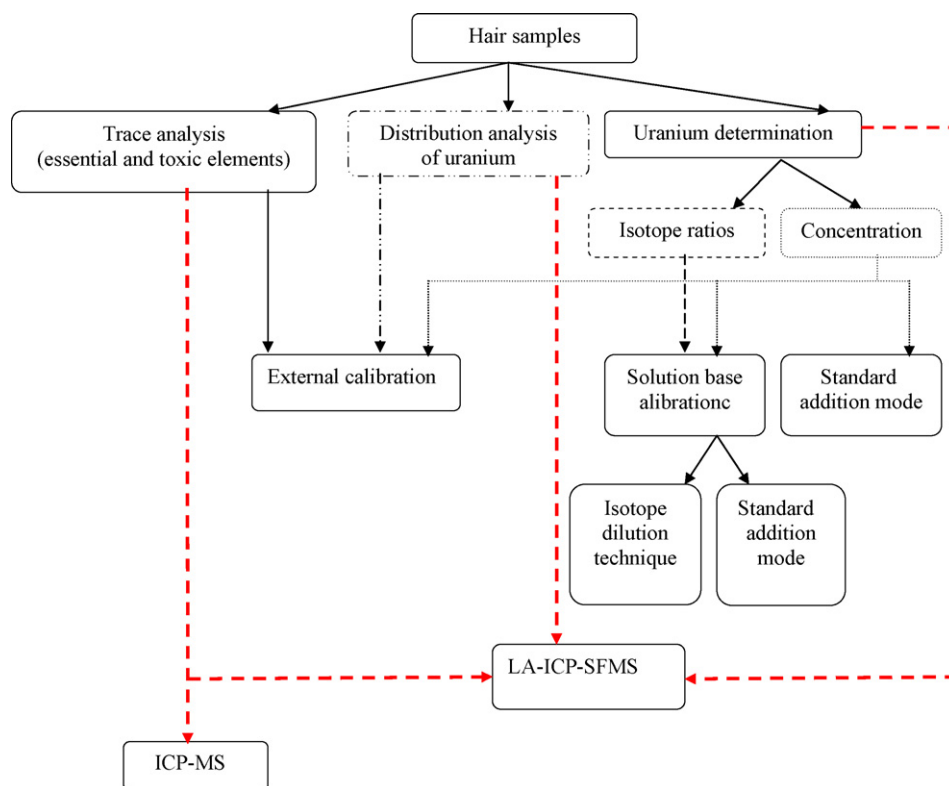 Hair samples
Trace analysis
(essential and toxic elements)
Distribution analysis
of uranium
Uranium determination
Isotope ratios
Concentration
External calibration
Solution base
alibrationc
Standard
addition mode
Isotope
dilution
technique
Standard
addition
mode
LA-ICP-SFMS
ICP-MS